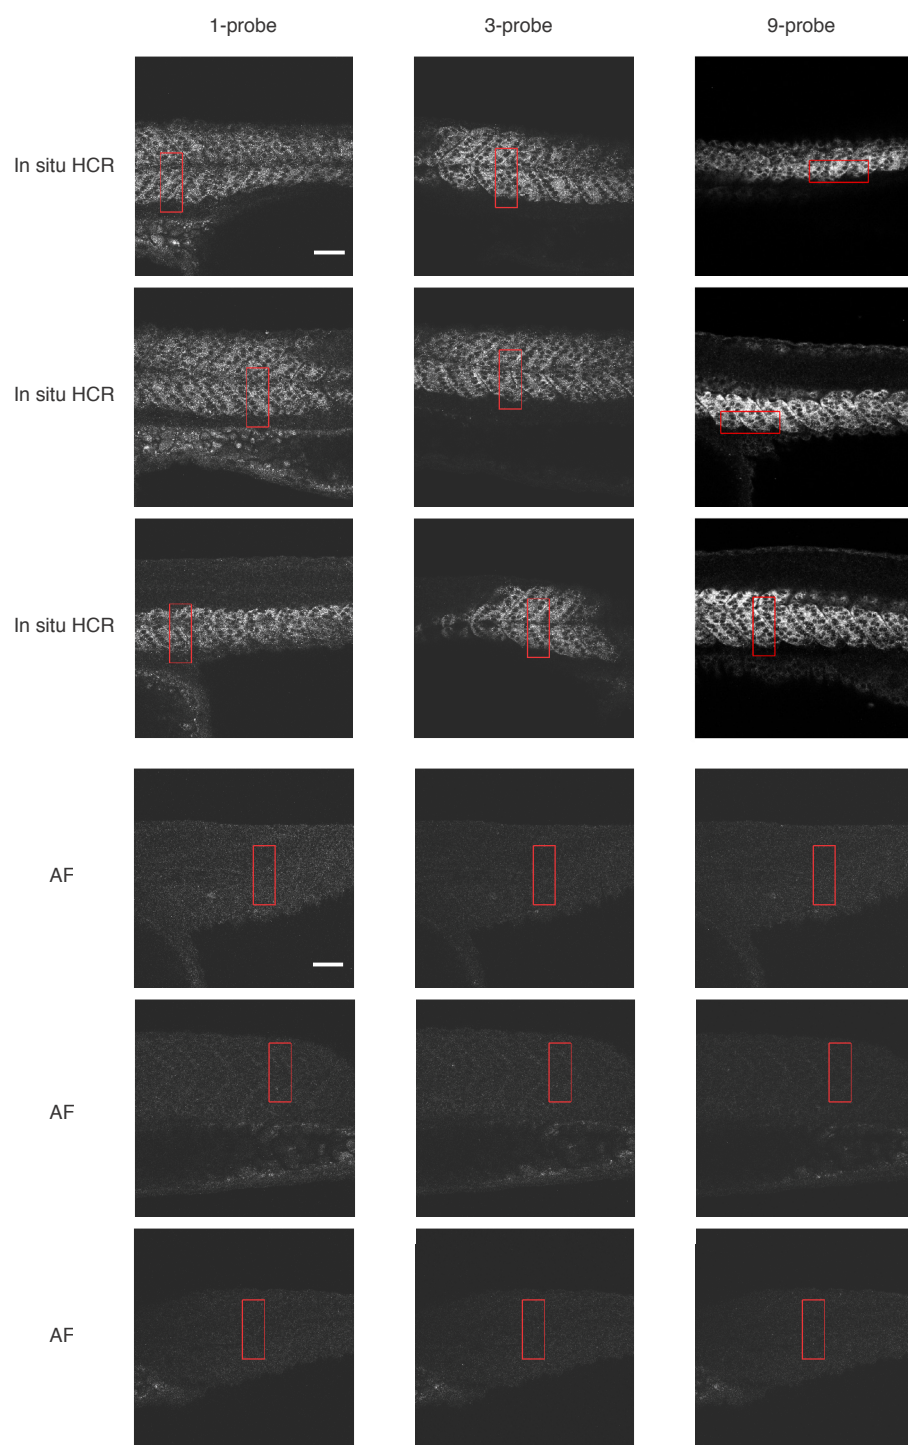 1-probe 3-probe 9-probe
In situ HCR
In situ HCR
In situ HCR
AF
AF
AF